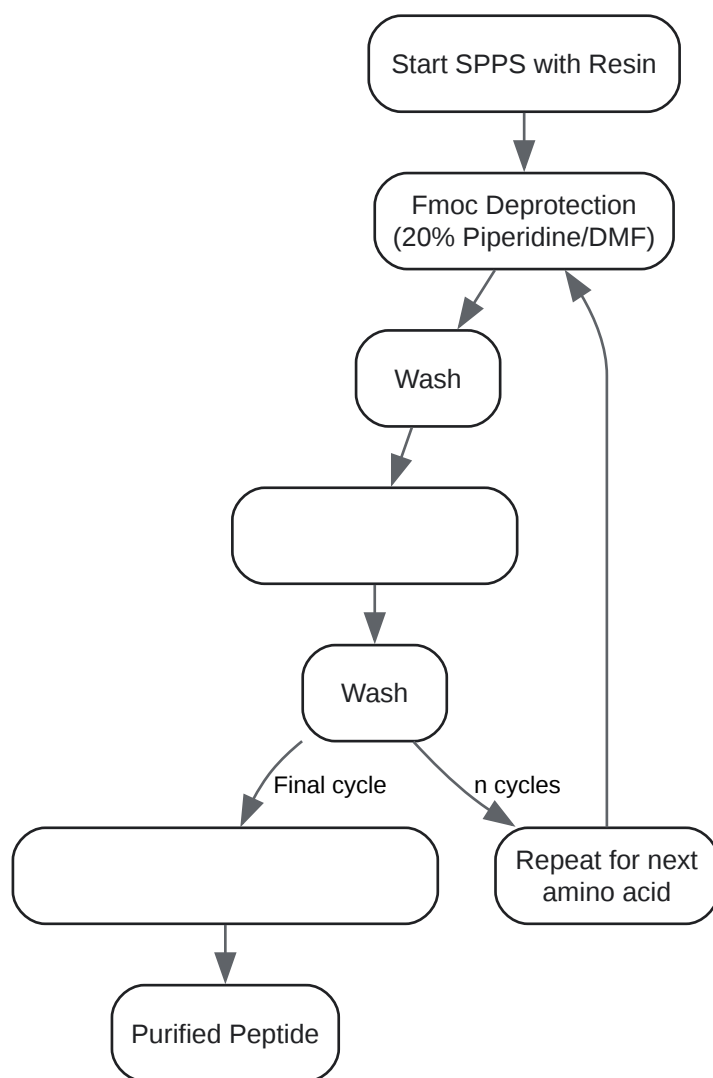 Start SPPS with Resin
Fmoc Deprotection
(20% Piperidine/DMF)
Wash
Wash
Final cycle
n cycles
Repeat for next
amino acid
Purified Peptide